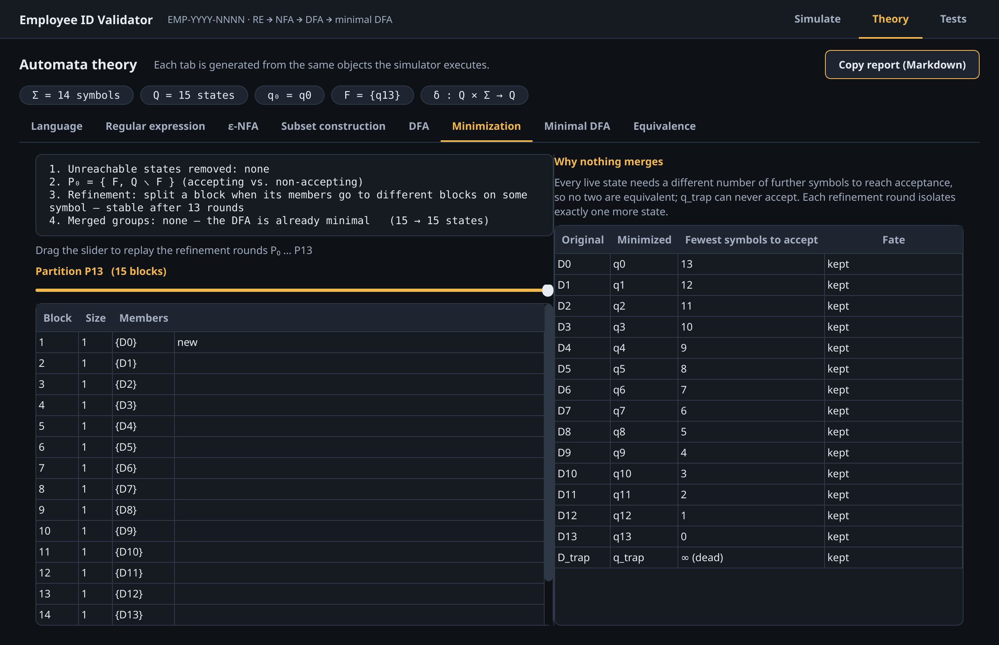 Employee ID Validator EMP-YYYY-NNNN · RE → NFA → DFA → minimal DFA Simulate Theory Tests
Automata theory Each tab is generated from the same objects the simulator executes. Copy report (Markdown)
Σ = 14 symbols Q = 15 states q₀ = q0 F = {q13} δ : Q × Σ → Q
Language Regular expression ε-NFA Subset construction DFA Minimization Minimal DFA Equivalence
1. Unreachable states removed: none
2. P₀ = { F, Q ∖ F } (accepting vs. non-accepting)
3. Refinement: split a block when its members go to different blocks on some
symbol — stable after 13 rounds
4. Merged groups: none — the DFA is already minimal (15 → 15 states)
Drag the slider to replay the refinement rounds P₀ … P13
Partition P13 (15 blocks)
Block Size Members
1 1 {D0} new
2 1 {D1}
3 1 {D2}
4 1 {D3}
5 1 {D4}
6 1 {D5}
7 1 {D6}
8 1 {D7}
9 1 {D8}
10 1 {D9}
11 1 {D10}
12 1 {D11}
13 1 {D12}
14 1 {D13}
Why nothing merges
Every live state needs a different number of further symbols to reach acceptance,
so no two are equivalent; q_trap can never accept. Each refinement round isolates
exactly one more state.
Original Minimized Fewest symbols to accept Fate
D0 q0 13 kept
D1 q1 12 kept
D2 q2 11 kept
D3 q3 10 kept
D4 q4 9 kept
D5 q5 8 kept
D6 q6 7 kept
D7 q7 6 kept
D8 q8 5 kept
D9 q9 4 kept
D10 q10 3 kept
D11 q11 2 kept
D12 q12 1 kept
D13 q13 0 kept
D_trap q_trap ∞ (dead) kept